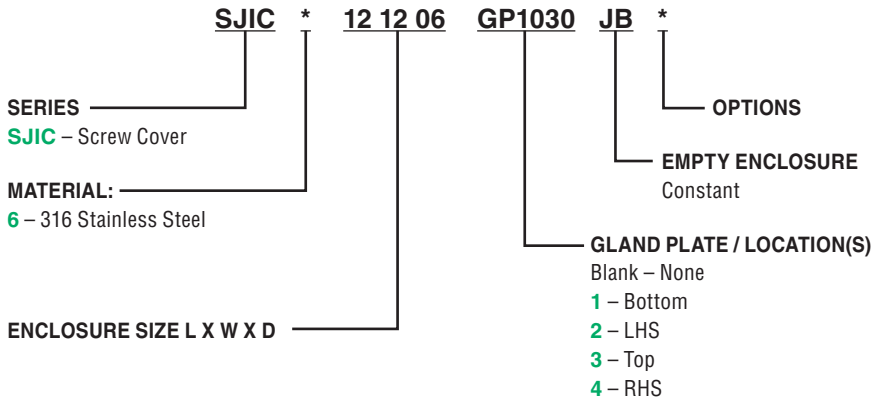 SJIC * 12 12 06 GP1030 JB *
SERIES
SJIC – Screw Cover
MATERIAL:
6 – 316 Stainless Steel
ENCLOSURE SIZE L X W X D
OPTIONS
EMPTY ENCLOSURE
Constant
GLAND PLATE / LOCATION(S)
Blank – None
1 – Bottom
2 – LHS
3 – Top
4 – RHS